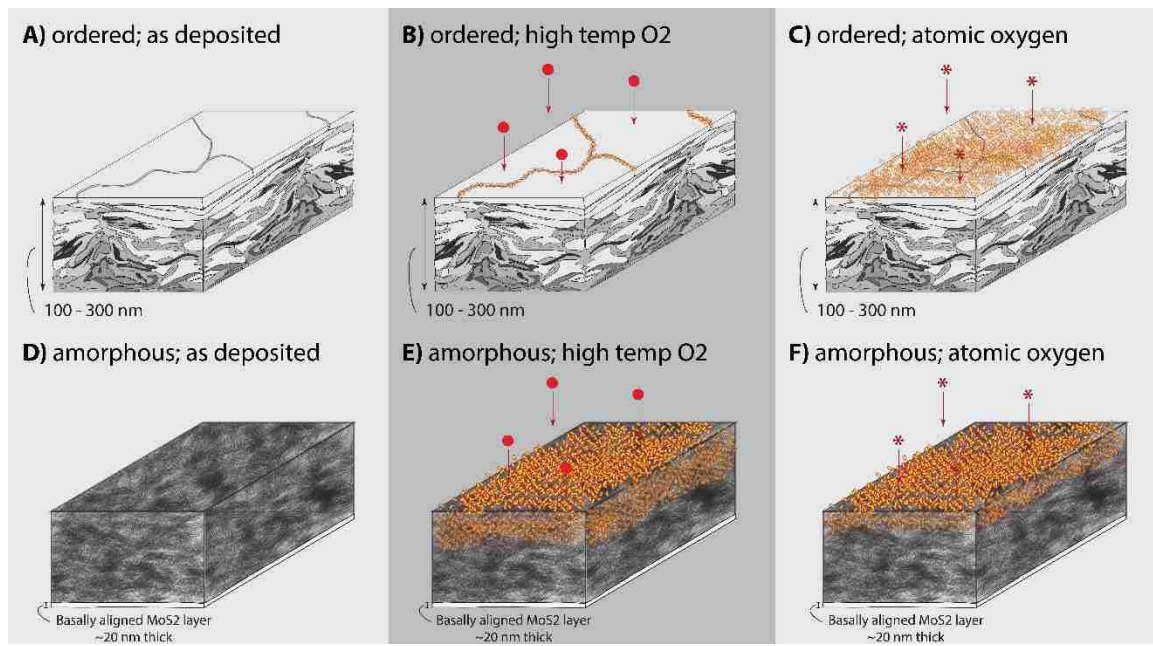 A) ordered; as deposited
B) ordered; high temp O2
C) ordered; atomic oxygen
100 - 300 nm
100 - 300 nm
100 - 300 nm
D) amorphous; as deposited
E) amorphous; high temp O2
F) amorphous; atomic oxygen
Basally aligned MoS2 layer
~20 nm thick
Basally aligned MoS2 layer
~20 nm thick
Basally aligned MoS2 layer
~20 nm thick